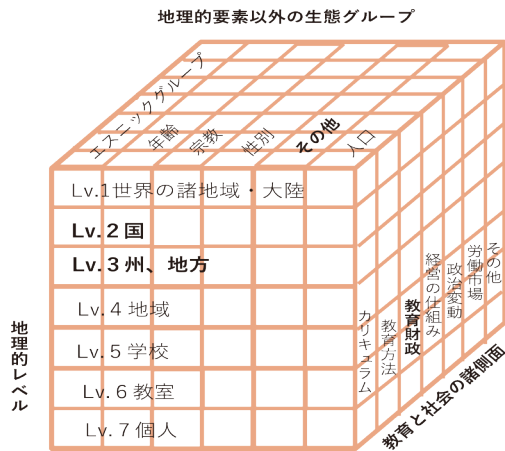 地理的要素以外の生態グループ
エスニックグループ
年齢
宗教
性別
その他
人口
Lv.1世界の諸地域・大陸
Lv.2国
Lv.3州、地方
Lv.4地域
Lv.5学校
Lv.6教室
Lv.7個人
地理的レベル
カリキュラム
教育方法
教育財政
経営の仕組み
政治変動
労働市場
その他
教育と社会の諸側面